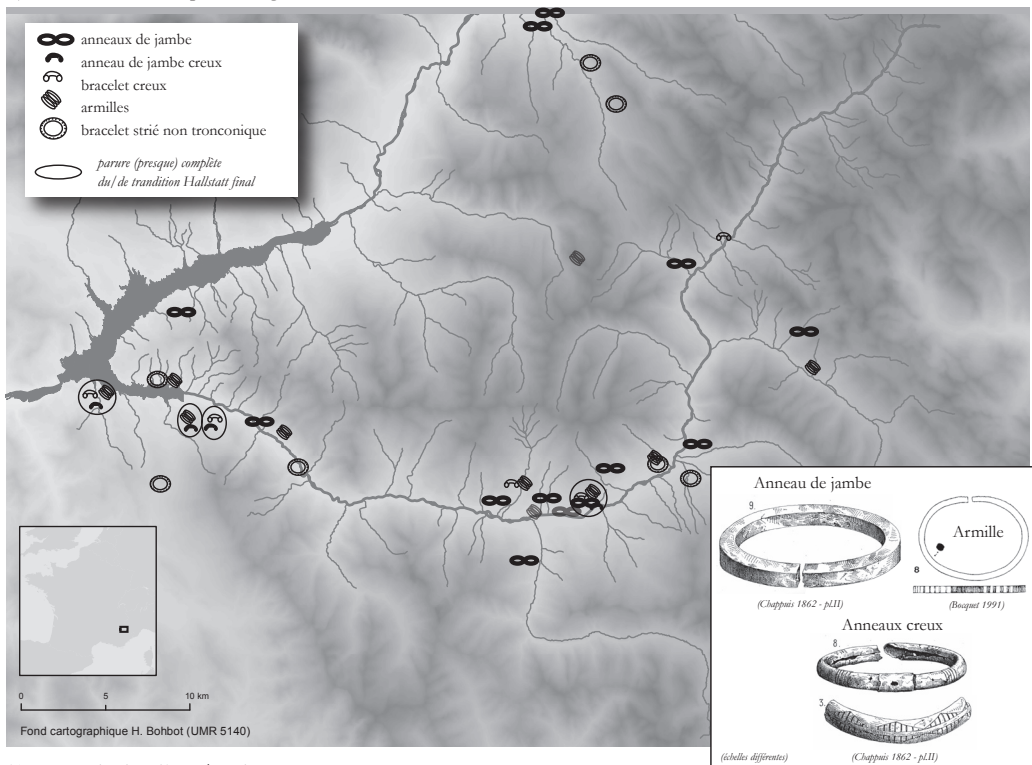 anneaux de jambe
anneau de jambe creux
bracelet creux
armilles
bracelet strié non tronconique
parure (presque) complète
du/de trandition Hallstatt final
0 5 10 km
Fond cartographique H. Bohbot (UMR 5140)
Anneau de jambe
9.
(Chappuis 1862 - pl.II)
Armille
8
(Bocquet 1991)
Anneaux creux
8.
3.
(échelles différentes)
(Chappuis 1862 - pl.II)